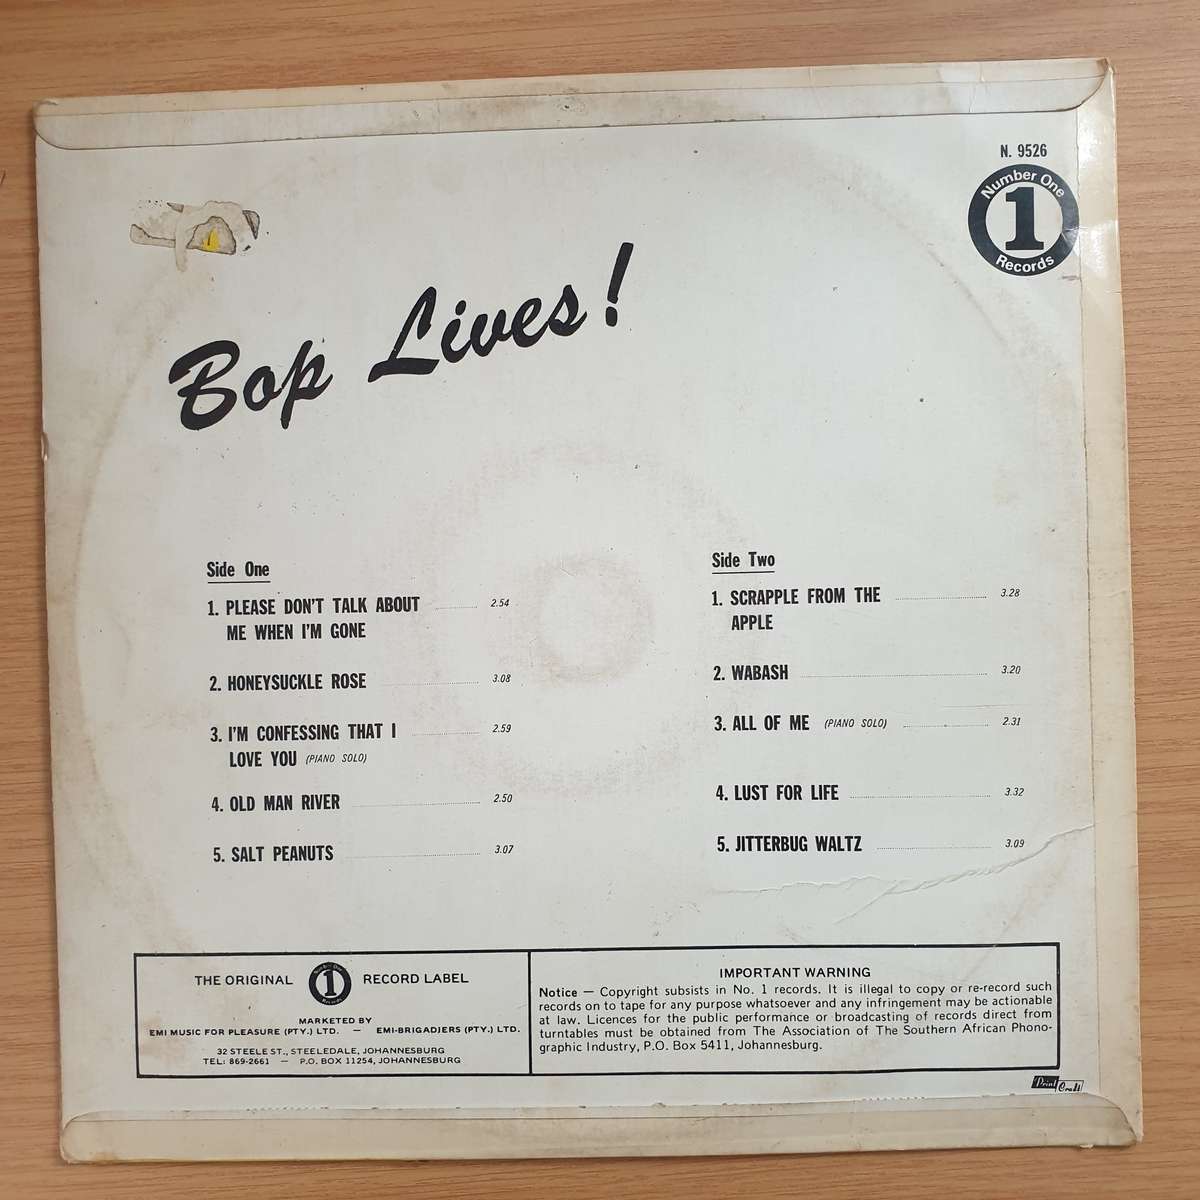 N. 9526
Number One
1
Records
Bop Lives!
Side One
1. PLEASE DON'T TALK ABOUT 2.54
ME WHEN I'M GONE
2. HONEYSUCKLE ROSE 3.08
3. I'M CONFESSING THAT I 2.59
LOVE YOU (PIANO SOLO)
4. OLD MAN RIVER 2.50
5. SALT PEANUTS 3.07
Side Two
1. SCRAPPLE FROM THE 3.28
APPLE
2. WABASH 3.20
3. ALL OF ME (PIANO SOLO) 2.31
4. LUST FOR LIFE 3.32
5. JITTERBUG WALTZ 3.09
THE ORIGINAL Number One 1 Records RECORD LABEL
MARKETED BY
EMI MUSIC FOR PLEASURE (PTY.) LTD. — EMI-BRIGADIERS (PTY.) LTD.
32 STEELE ST., STEELEDALE, JOHANNESBURG
TEL: 869-2661 — P.O. BOX 11254, JOHANNESBURG
IMPORTANT WARNING
Notice — Copyright subsists in No. 1 records. It is illegal to copy or re-record such
records on to tape for any purpose whatsoever and any infringement may be actionable
at law. Licences for the public performance or broadcasting of records direct from
turntables must be obtained from The Association of The Southern African Phono-
graphic Industry, P.O. Box 5411, Johannesburg.
Print Craft